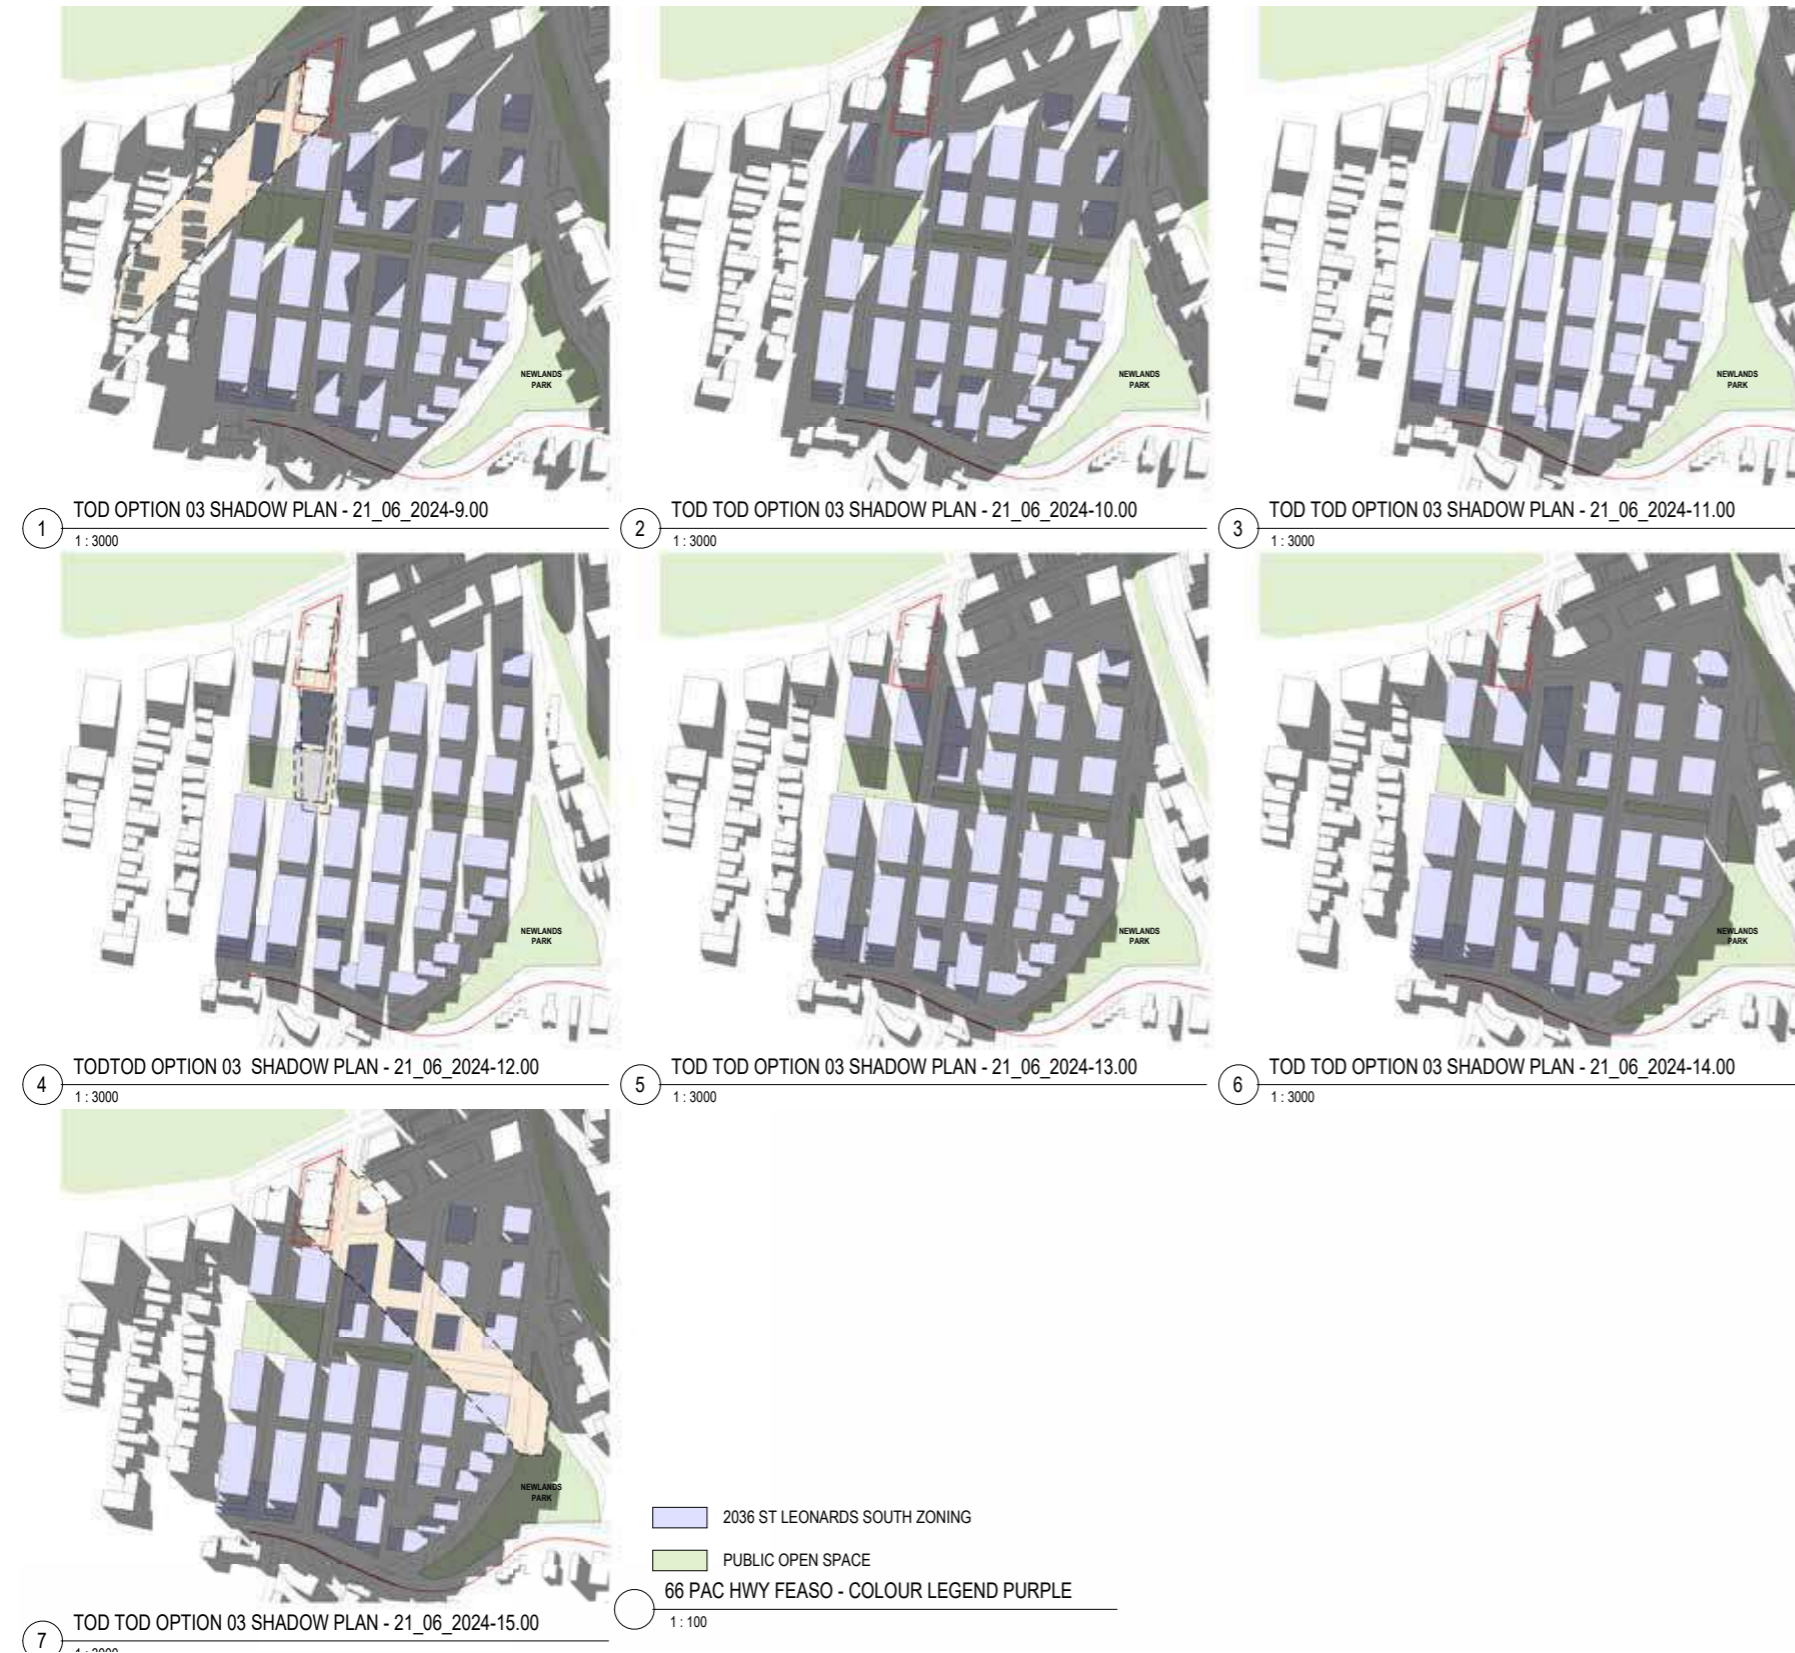 NEWLANDS
PARK
1
TOD OPTION 03 SHADOW PLAN - 21_06_2024-9.00
1 : 3000
NEWLANDS
PARK
2
TOD TOD OPTION 03 SHADOW PLAN - 21_06_2024-10.00
1 : 3000
NEWLANDS
PARK
3
TOD TOD OPTION 03 SHADOW PLAN - 21_06_2024-11.00
1 : 3000
NEWLANDS
PARK
4
TODTOD OPTION 03 SHADOW PLAN - 21_06_2024-12.00
1 : 3000
NEWLANDS
PARK
5
TOD TOD OPTION 03 SHADOW PLAN - 21_06_2024-13.00
1 : 3000
NEWLANDS
PARK
6
TOD TOD OPTION 03 SHADOW PLAN - 21_06_2024-14.00
1 : 3000
NEWLANDS
PARK
7
TOD TOD OPTION 03 SHADOW PLAN - 21_06_2024-15.00
1 : 3000
2036 ST LEONARDS SOUTH ZONING
PUBLIC OPEN SPACE
66 PAC HWY FEASO - COLOUR LEGEND PURPLE
1 : 100